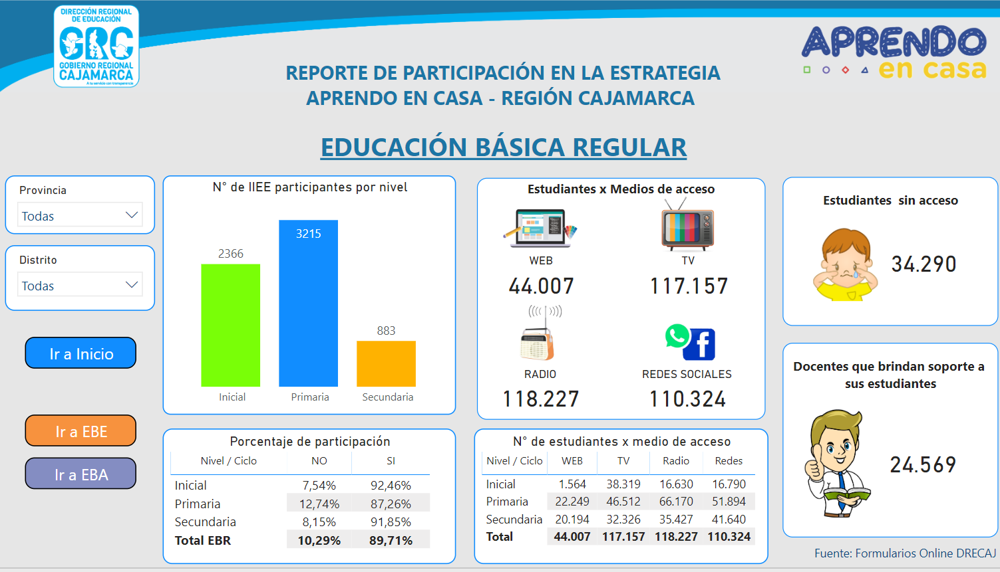 DIRECCIÓN REGIONAL
DE EDUCACIÓN
GRC
GOBIERNO REGIONAL
CAJAMARCA
A tu servicio con transparencia
APRENDO
en casa
REPORTE DE PARTICIPACIÓN EN LA ESTRATEGIA
APRENDO EN CASA - REGIÓN CAJAMARCA
EDUCACIÓN BÁSICA REGULAR
Provincia
Todas
Distrito
Todas
Ir a Inicio
Ir a EBE
Ir a EBA
N° de IIEE participantes por nivel
2366
3215
883
Inicial Primaria Secundaria
Porcentaje de participación
Nivel / Ciclo NO SI
Inicial 7,54% 92,46%
Primaria 12,74% 87,26%
Secundaria 8,15% 91,85%
Total EBR 10,29% 89,71%
Estudiantes x Medios de acceso
WEB TV
44.007 117.157
RADIO REDES SOCIALES
118.227 110.324
N° de estudiantes x medio de acceso
Nivel / Ciclo WEB TV Radio Redes
Inicial 1.564 38.319 16.630 16.790
Primaria 22.249 46.512 66.170 51.894
Secundaria 20.194 32.326 35.427 41.640
Total 44.007 117.157 118.227 110.324
Estudiantes sin acceso
34.290
Docentes que brindan soporte a
sus estudiantes
24.569
Fuente: Formularios Online DRECAJ